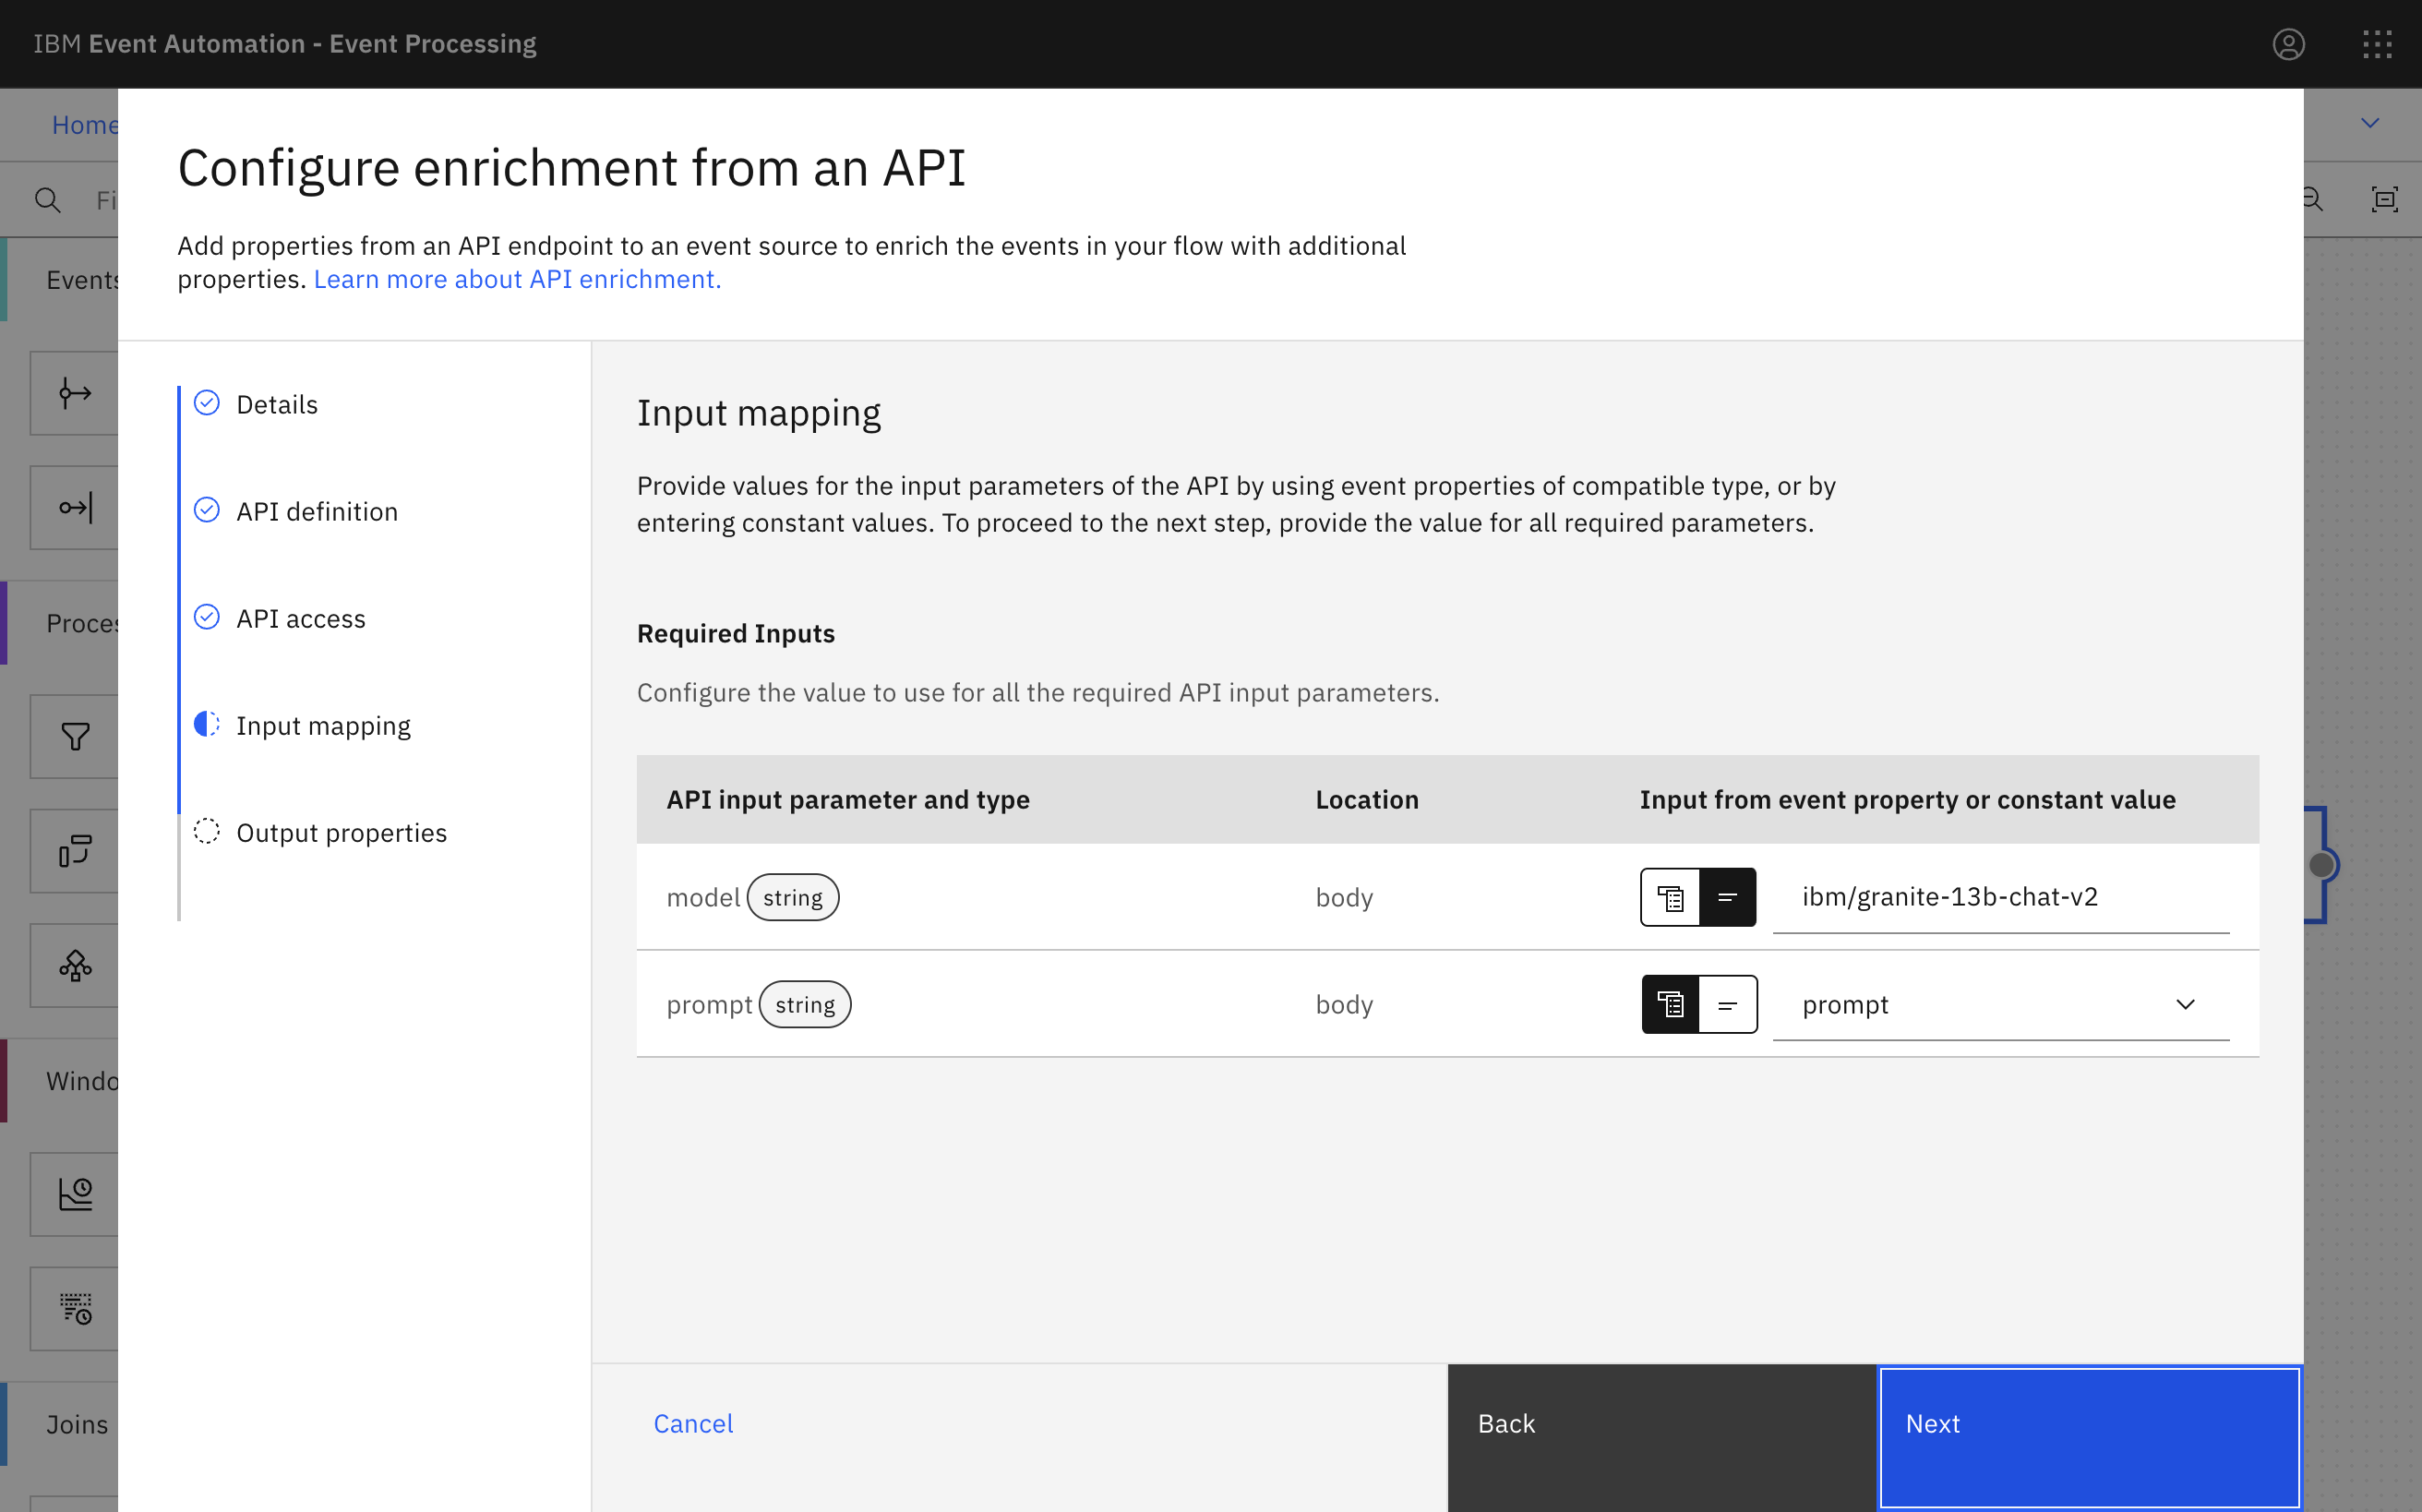 IBM Event Automation - Event Processing
Home
Configure enrichment from an API
Add properties from an API endpoint to an event source to enrich the events in your flow with additional
properties. Learn more about API enrichment.
Events
Details
API definition
API access
Input mapping
Output properties
Joins
Input mapping
Provide values for the input parameters of the API by using event properties of compatible type, or by
entering constant values. To proceed to the next step, provide the value for all required parameters.
Required Inputs
Configure the value to use for all the required API input parameters.
API input parameter and type Location Input from event property or constant value
model string body ibm/granite-13b-chat-v2
prompt string body prompt
Cancel Back Next